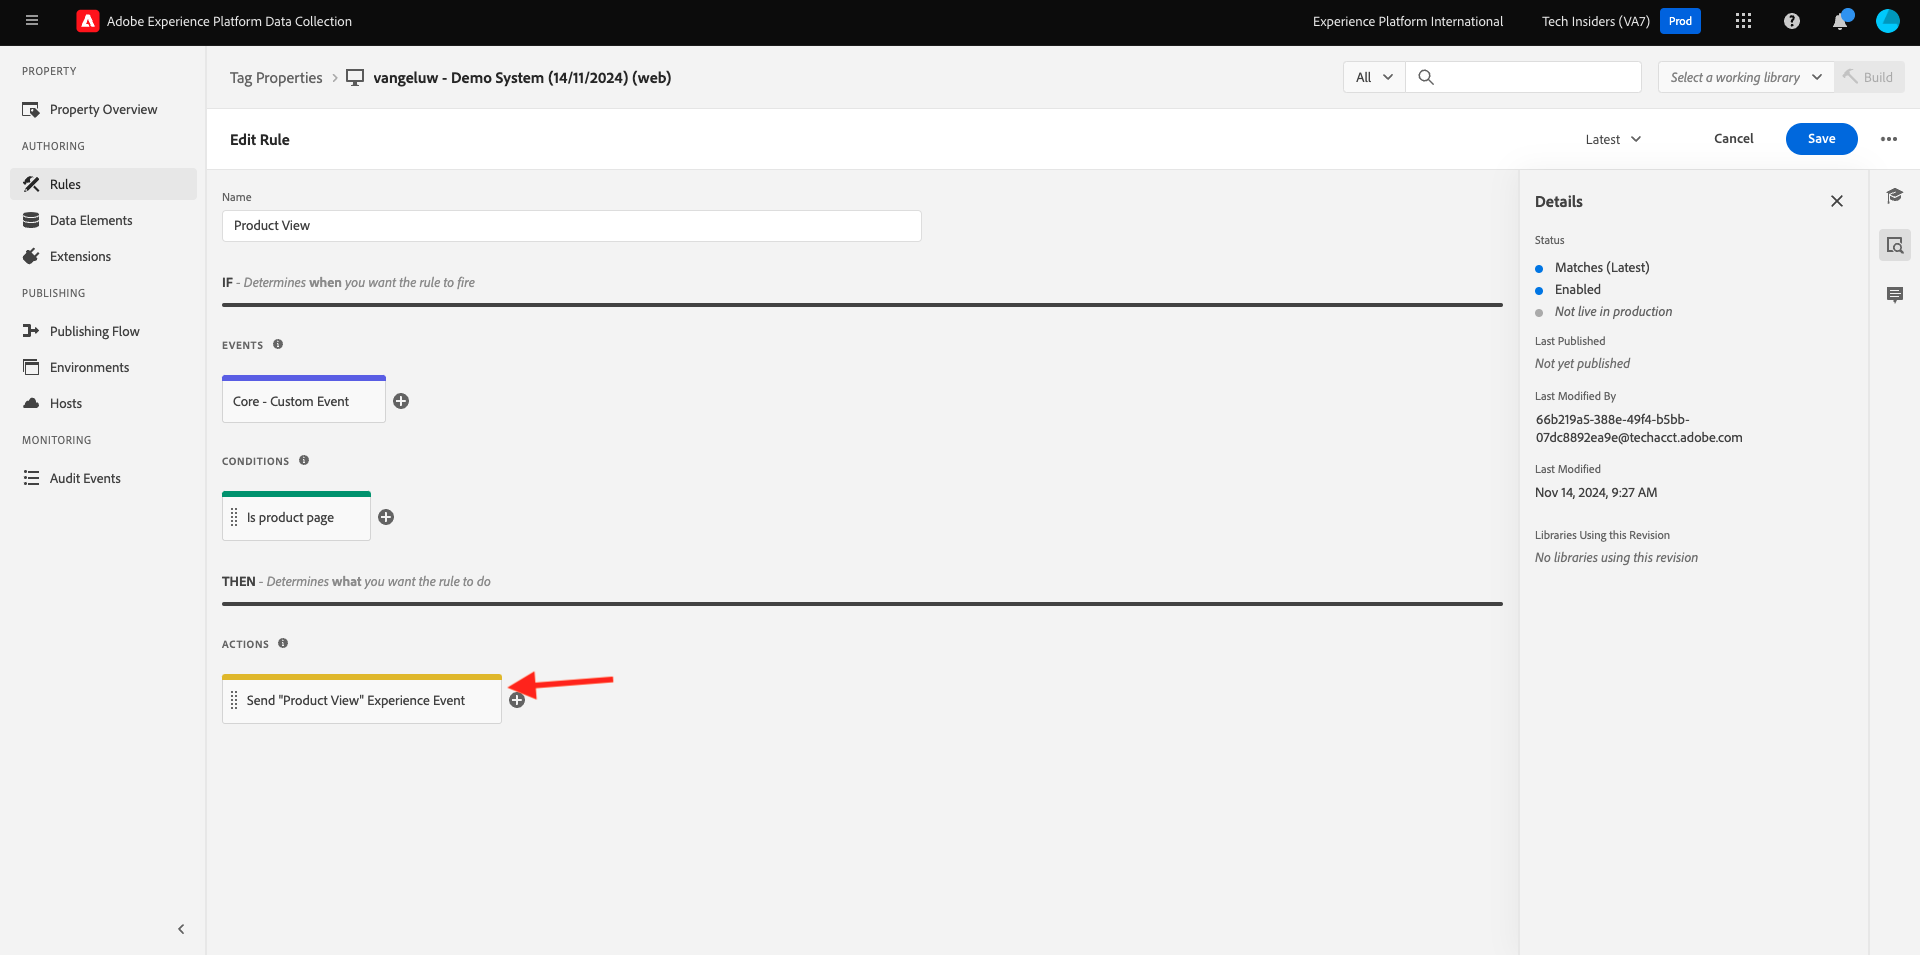 Adobe Experience Platform Data Collection
Experience Platform International
Tech Insiders (VA7)
Prod
PROPERTY
Property Overview
AUTHORING
Rules
Data Elements
Extensions
PUBLISHING
Publishing Flow
Environments
Hosts
MONITORING
Audit Events
Tag Properties
vangeluw - Demo System (14/11/2024) (web)
All
Select a working library
Build
Edit Rule
Latest
Cancel
Save
Name
Product View
IF - Determines when you want the rule to fire
EVENTS
Core - Custom Event
CONDITIONS
Is product page
THEN - Determines what you want the rule to do
ACTIONS
Send "Product View" Experience Event
Details
Status
Matches (Latest)
Enabled
Not live in production
Last Published
Not yet published
Last Modified By
66b219a5-388e-49f4-b5bb-
07dc8892ea9e@techacct.adobe.com
Last Modified
Nov 14, 2024, 9:27 AM
Libraries Using this Revision
No libraries using this revision